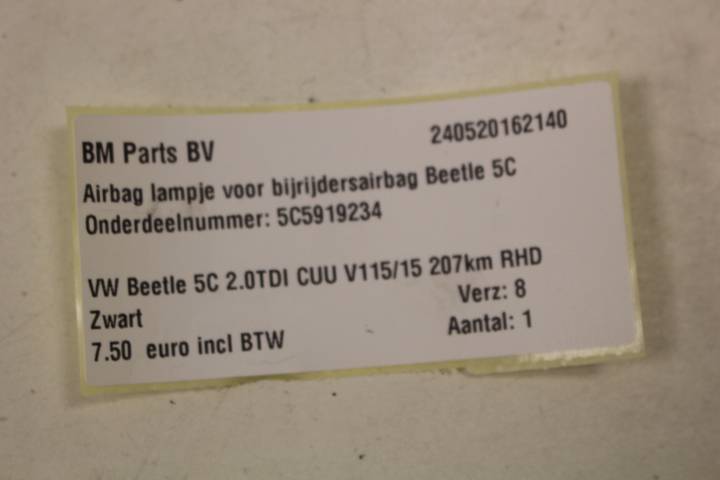 BM Parts BV 240520162140
Airbag lampje voor bijrijdersairbag Beetle 5C
Onderdeelnummer: 5C5919234
VW Beetle 5C 2.0TDI CUU V115/15 207km RHD
Zwart Verz: 8
7.50 euro incl BTW Aantal: 1